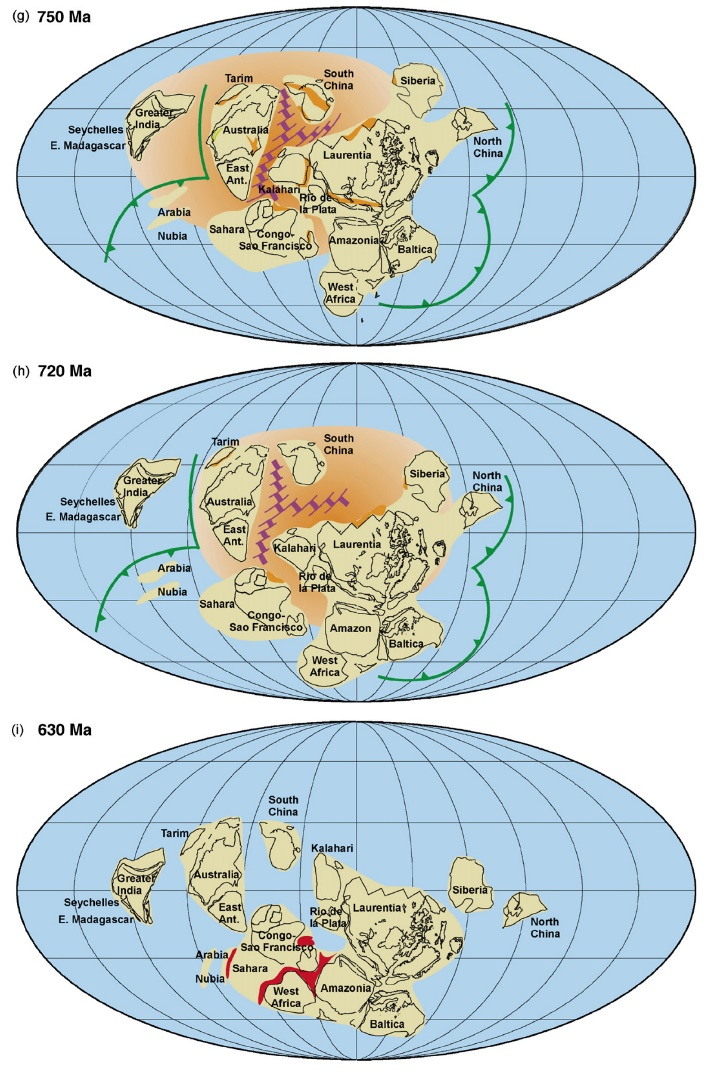 (g) 750 Ma
Tarim
South
China
Siberia
Greater
India
Seychelles
E. Madagascar
Australia
East
Ant.
Laurentia
North
China
Kalahari
Rio de
la Plata
Arabia
Nubia
Sahara
Congo-
Sao Francisco
Amazonia
Baltica
West
Africa
(h) 720 Ma
Tarim
South
China
Siberia
North
China
Greater
India
Seychelles
E. Madagascar
Australia
East
Ant.
Kalahari
Laurentia
Rio de
la Plata
Arabia
Nubia
Sahara
Congo-
Sao Francisco
Amazon
Baltica
West
Africa
(i) 630 Ma
South
China
Tarim
Kalahari
Greater
India
Seychelles
E. Madagascar
Australia
East
Ant.
Rio de
la Plata
Laurentia
Siberia
North
China
Congo-
Sao Francisco
Arabia
Nubia
Sahara
West
Africa
Amazonia
Baltica